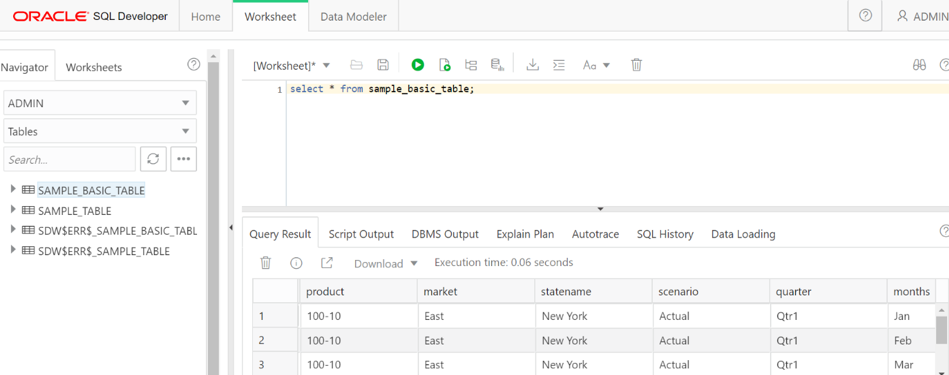 ORACLE SQL Developer Home Worksheet Data Modeler ? ADMIN
Navigator Worksheets ?
[Worksheet]* Aa
ADMIN
Tables
Search...
SAMPLE_BASIC_TABLE
SAMPLE_TABLE
SDW$ERR$_SAMPLE_BASIC_TABL
SDW$ERR$_SAMPLE_TABLE
1 select * from sample_basic_table;
Query Result Script Output DBMS Output Explain Plan Autotrace SQL History Data Loading
Download Execution time: 0.06 seconds
product market statename scenario quarter months
1 100-10 East New York Actual Qtr1 Jan
2 100-10 East New York Actual Qtr1 Feb
3 100-10 East New York Actual Qtr1 Mar